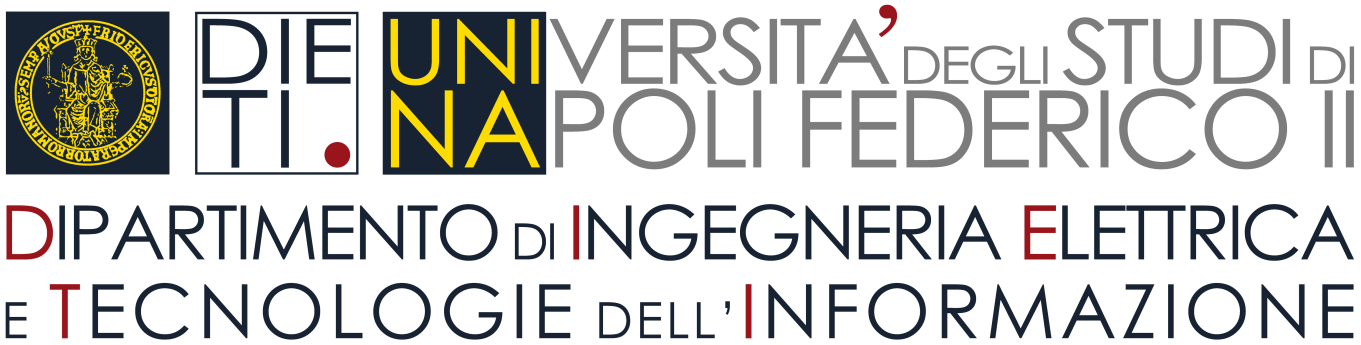 DIE
TI.
UNIVERSITA' DEGLI STUDI DI
NAPOLI FEDERICO II
DIPARTIMENTO DI INGEGNERIA ELETTRICA
E TECNOLOGIE DELL'INFORMAZIONE